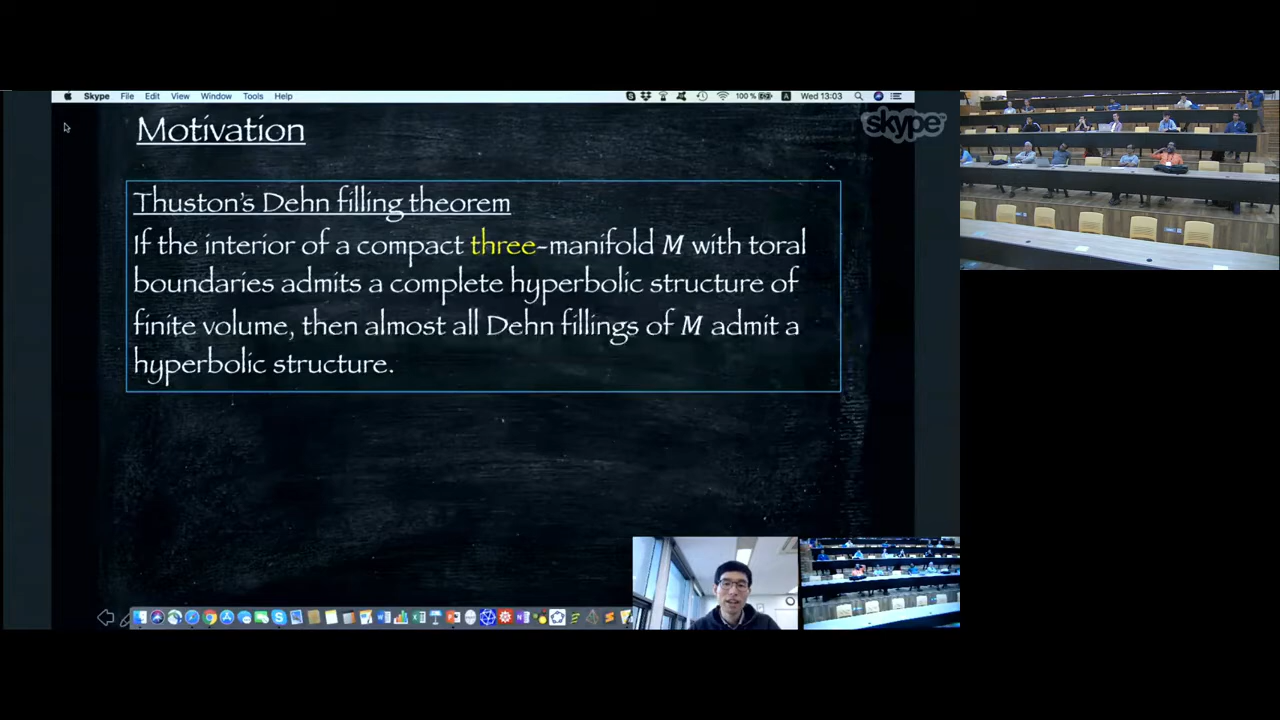 Skype File Edit View Window Tools Help
100 % A Wed 13:03
skype
Motivation
Thuston's Dehn filling theorem
If the interior of a compact three-manifold M with toral
boundaries admits a complete hyperbolic structure of
finite volume, then almost all Dehn fillings of M admit a
hyperbolic structure.